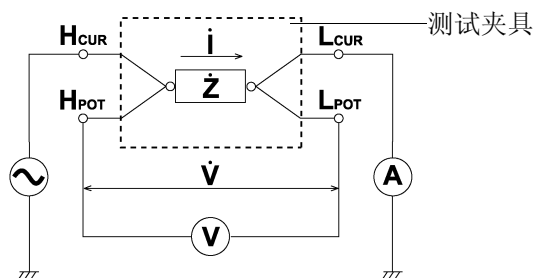 测试夹具
HCUR İ LCUR
HPOT Ż LPOT
V̇
A
V